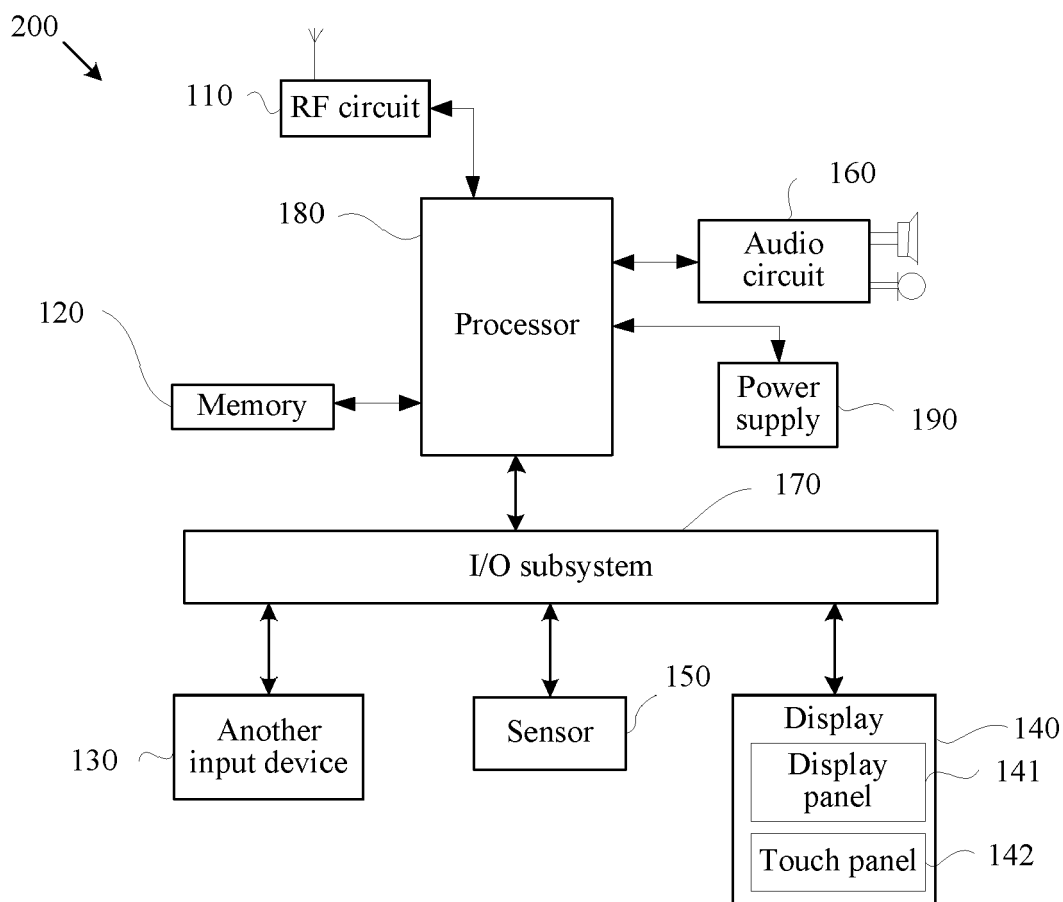 200
110
RF circuit
180
160
Audio
circuit
Processor
120
Memory
Power
supply
190
170
I/O subsystem
Another
input device
130
Sensor
150
Display
140
Display
panel
141
Touch panel
142